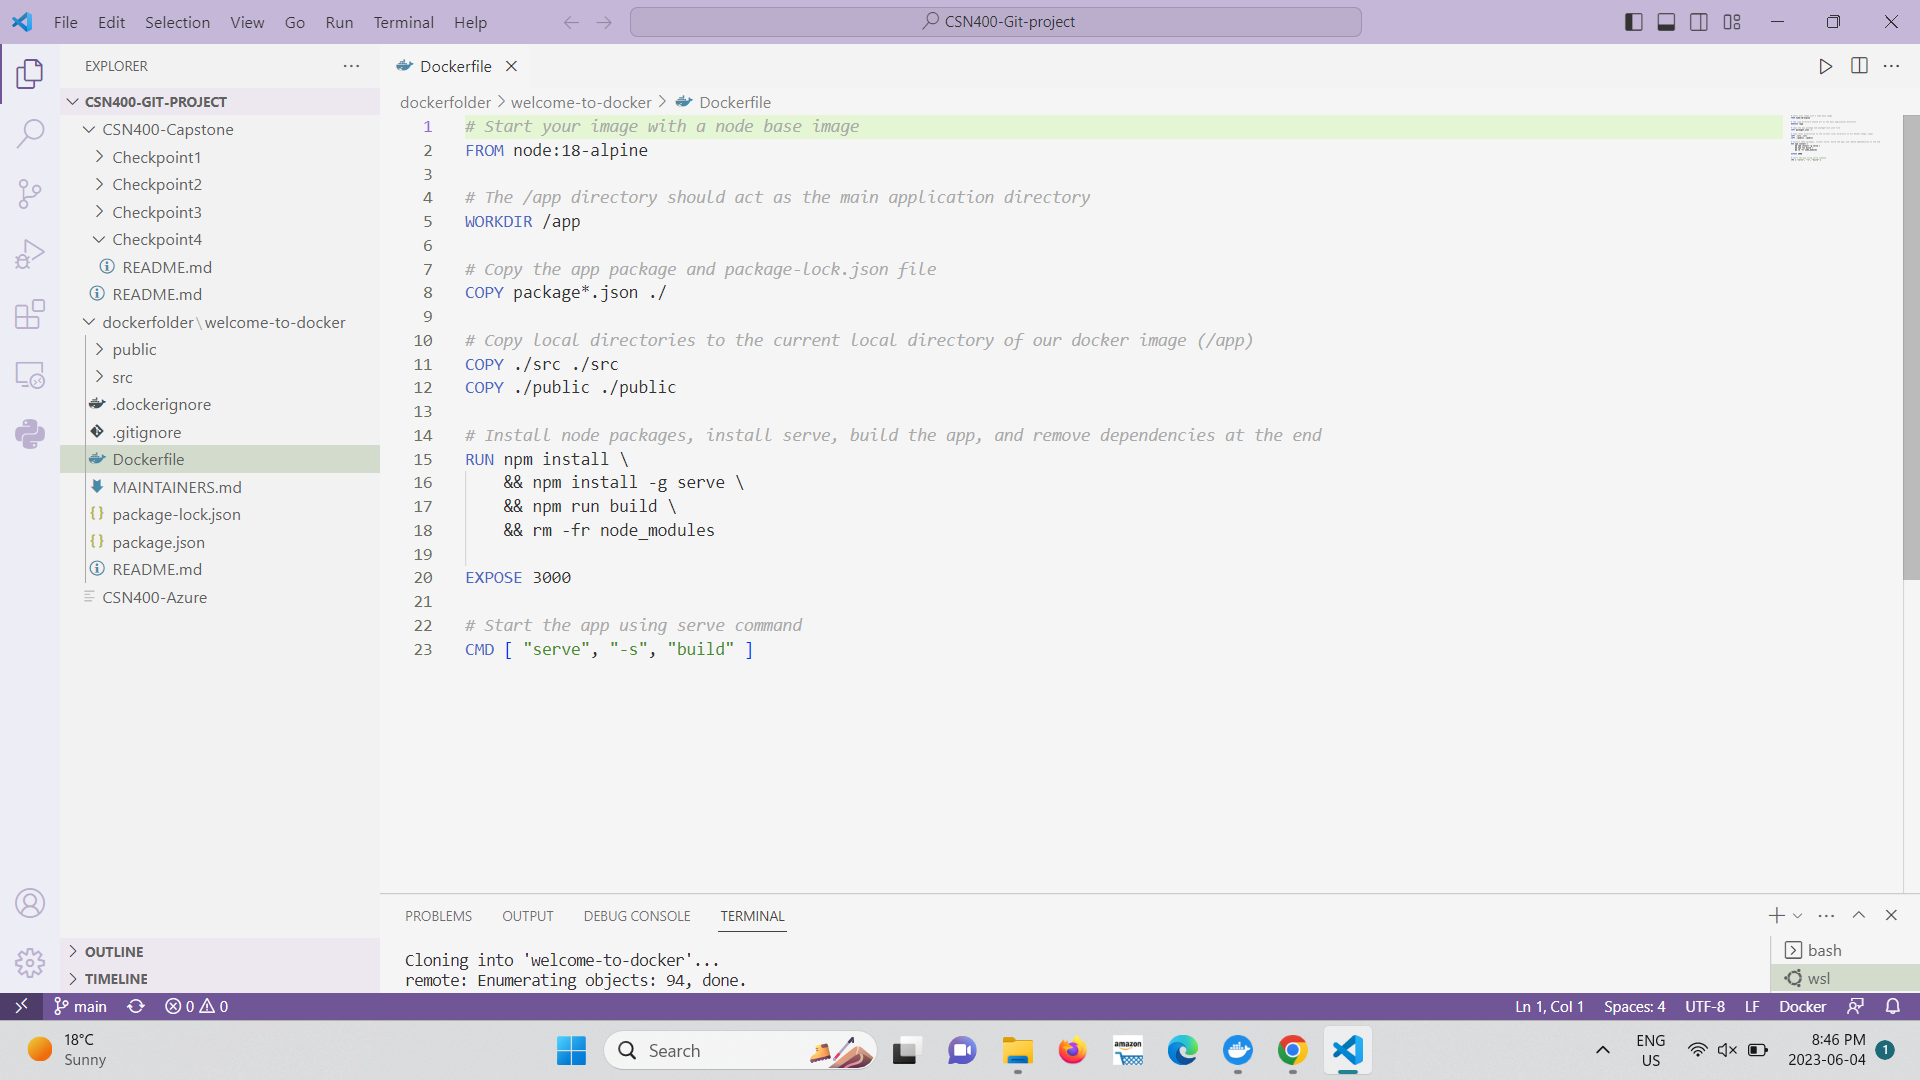 File Edit Selection View Go Run Terminal Help
CSN400-Git-project
EXPLORER
CSN400-GIT-PROJECT
CSN400-Capstone
Checkpoint1
Checkpoint2
Checkpoint3
Checkpoint4
README.md
README.md
dockerfolder\welcome-to-docker
public
src
.dockerignore
.gitignore
Dockerfile
MAINTAINERS.md
package-lock.json
package.json
README.md
CSN400-Azure
OUTLINE
TIMELINE
Dockerfile
dockerfolder > welcome-to-docker > Dockerfile
1 # Start your image with a node base image
2 FROM node:18-alpine
3
4 # The /app directory should act as the main application directory
5 WORKDIR /app
6
7 # Copy the app package and package-lock.json file
8 COPY package*.json ./
9
10 # Copy local directories to the current local directory of our docker image (/app)
11 COPY ./src ./src
12 COPY ./public ./public
13
14 # Install node packages, install serve, build the app, and remove dependencies at the end
15 RUN npm install \
16 && npm install -g serve \
17 && npm run build \
18 && rm -fr node_modules
19
20 EXPOSE 3000
21
22 # Start the app using serve command
23 CMD [ "serve", "-s", "build" ]
PROBLEMS OUTPUT DEBUG CONSOLE TERMINAL
Cloning into 'welcome-to-docker'...
remote: Enumerating objects: 94, done.
bash
wsl
main 0 0
Ln 1, Col 1 Spaces: 4 UTF-8 LF Docker
18°C
Sunny
Search
amazon
ENG
US
8:46 PM
2023-06-04
1